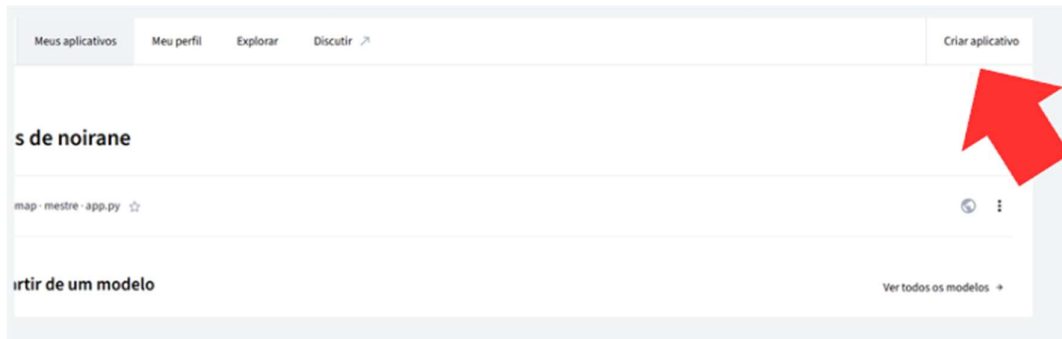 Meus aplicativos Meu perfil Explorar Discutir ↗ Criar aplicativo
s de noirane
map · mestre · app.py ☆
rtir de um modelo
Ver todos os modelos →